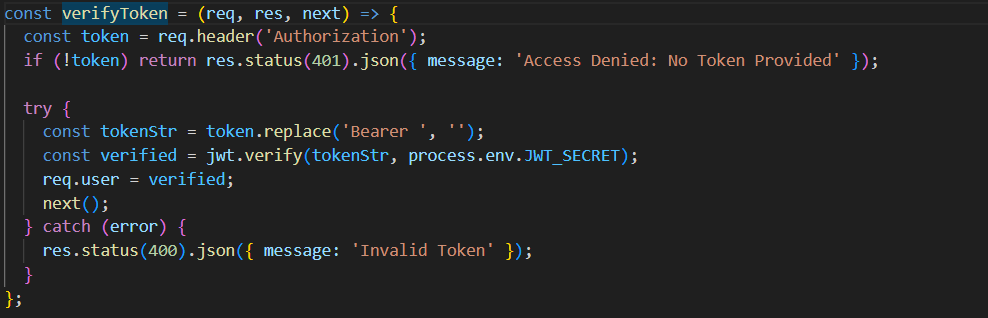 const verifyToken = (req, res, next) => {
  const token = req.header('Authorization');
  if (!token) return res.status(401).json({ message: 'Access Denied: No Token Provided' });

  try {
    const tokenStr = token.replace('Bearer ', '');
    const verified = jwt.verify(tokenStr, process.env.JWT_SECRET);
    req.user = verified;
    next();
  } catch (error) {
    res.status(400).json({ message: 'Invalid Token' });
  }
};